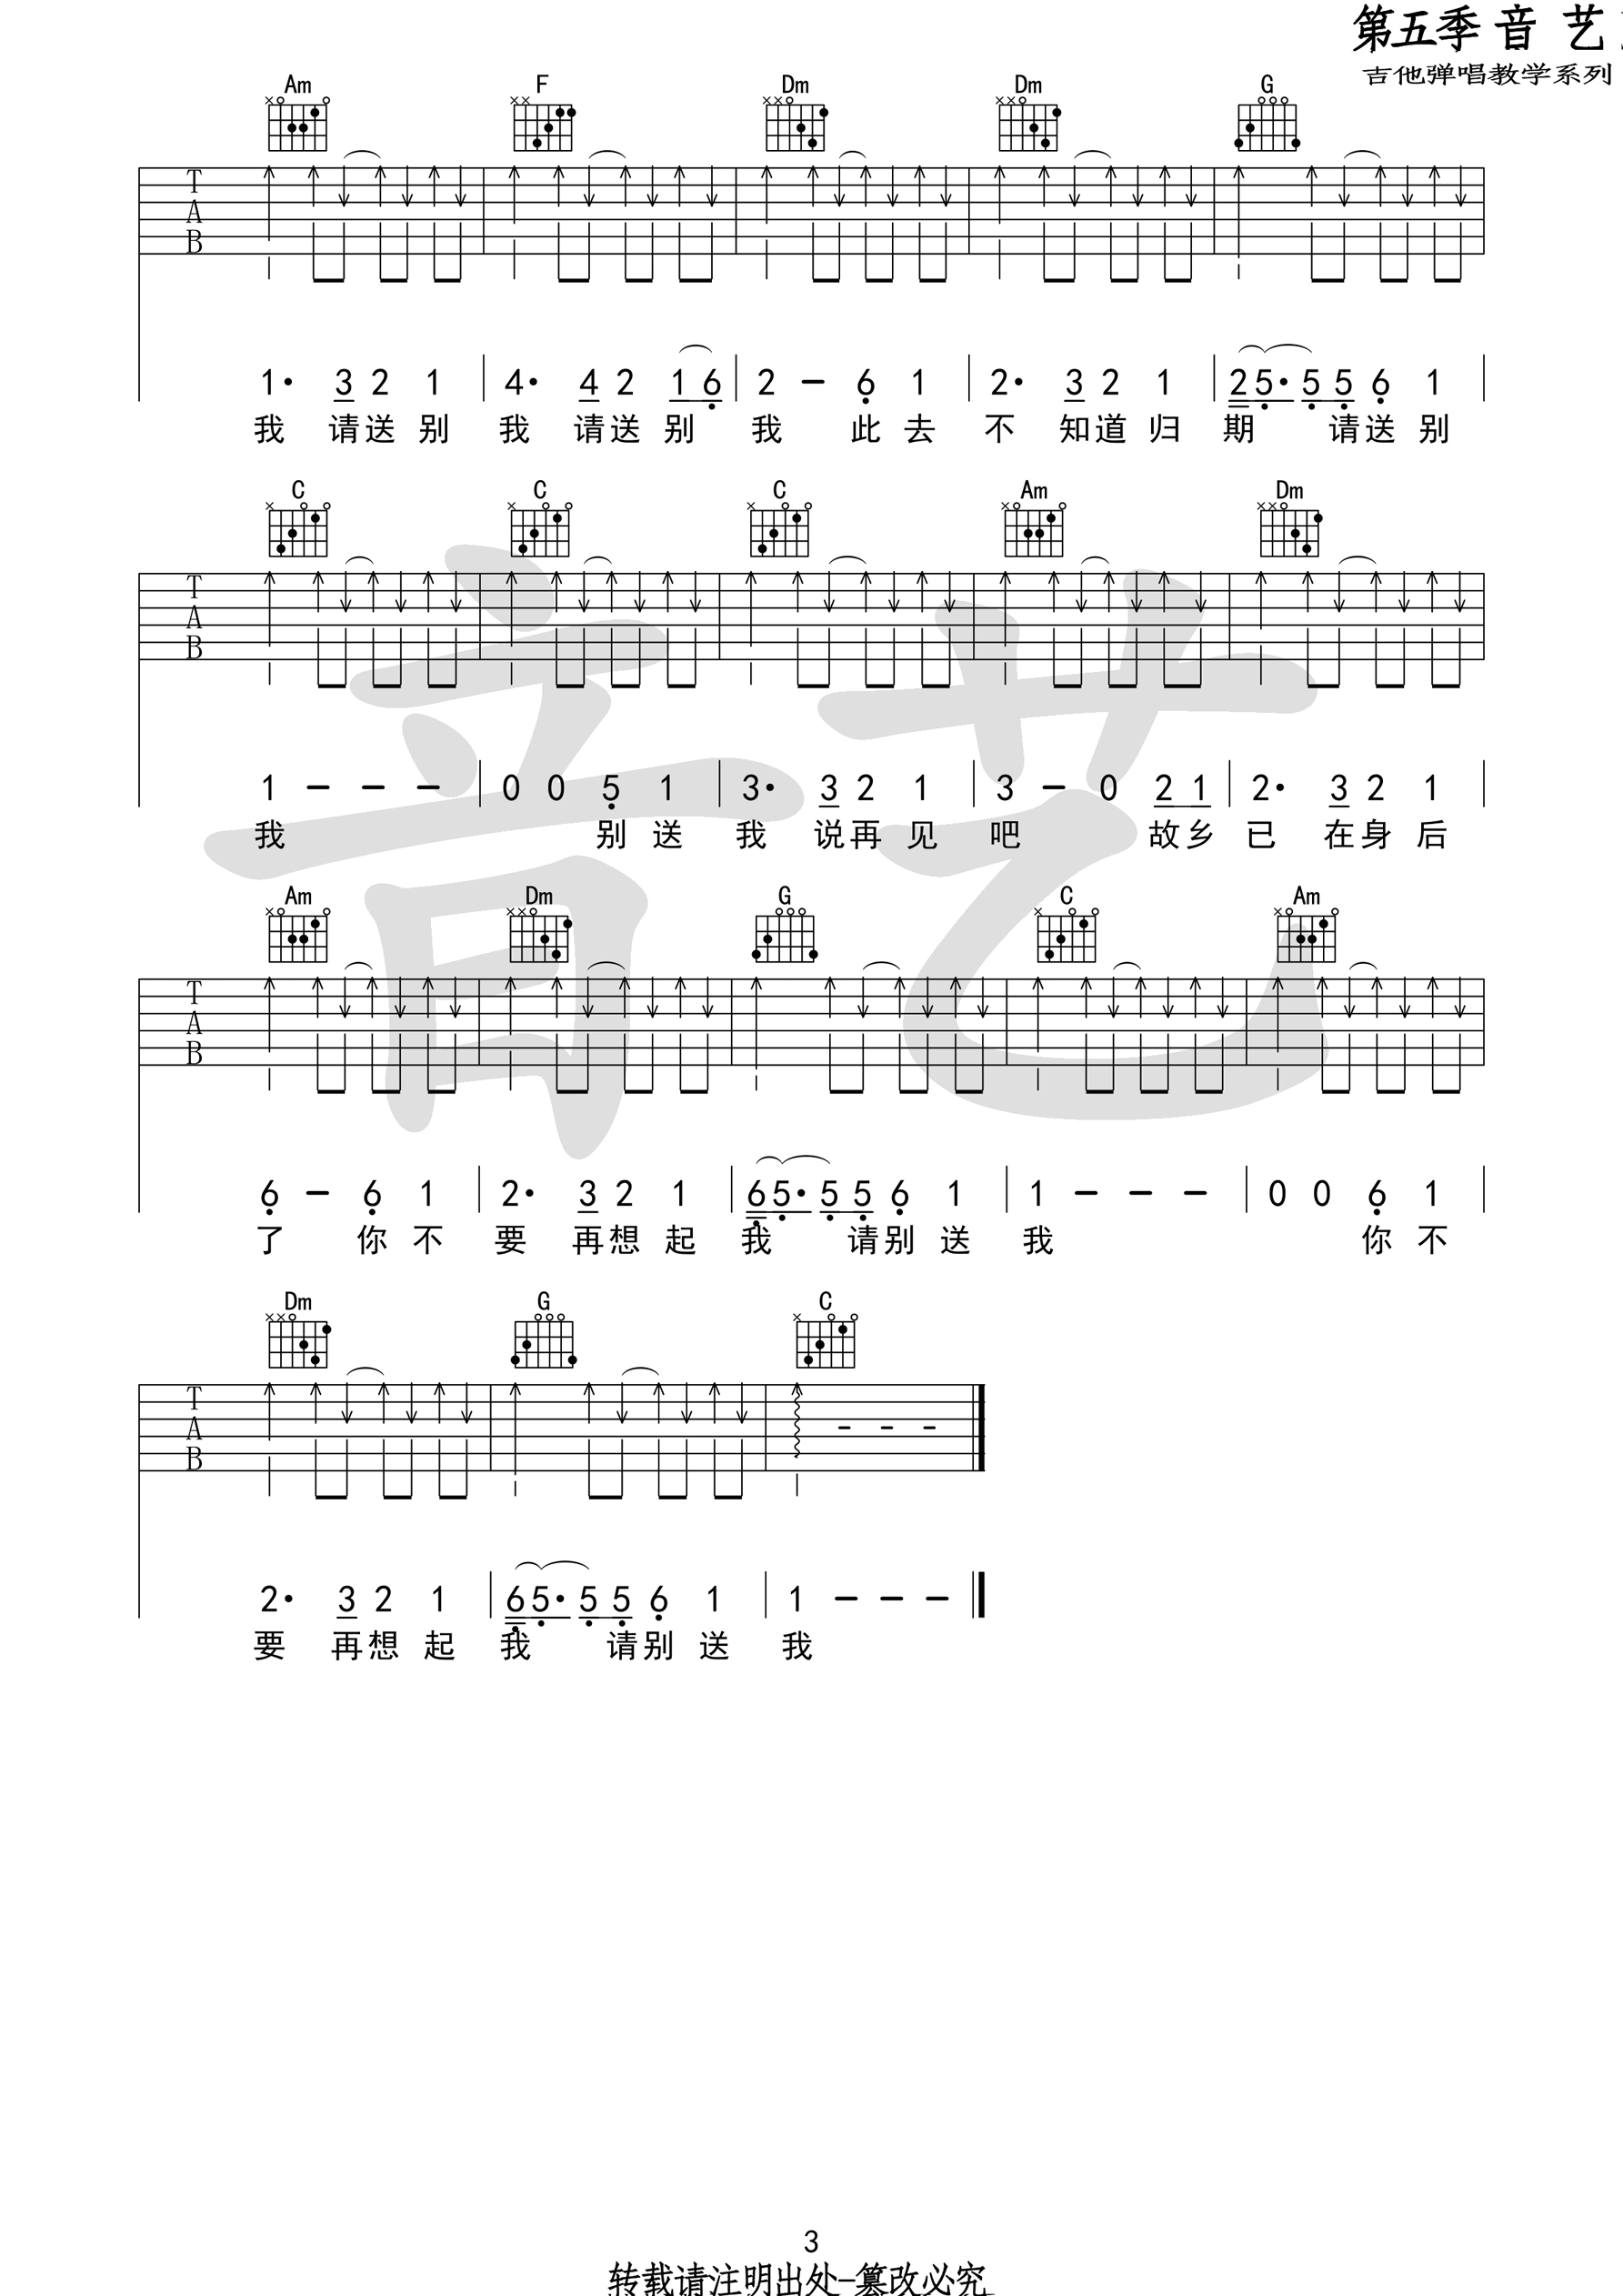 第五季 音 艺
吉他弹唱教学系列
Am F Dm Dm G
T
A
B
1· 3 2 1 4· 4 2 1 6 2 - 6 1 2· 3 2 1 2 5· 5 5 6 1
我 请送 别 我 请送 别 我 此 去 不 知道 归 期 请送 别
C C C Am Dm
T
A
B
1 - - - 0 0 5 1 3· 3 2 1 3 - 0 2 1 2· 3 2 1
我 别 送 我 说再 见 吧 故乡 已 在身 后
Am Dm G C Am
T
A
B
6 - 6 1 2· 3 2 1 6 5· 5 5 6 1 1 - - - 0 0 6 1
了 你 不 要 再想 起 我 请别 送 我 你 不
Dm G C
T
A
B
2· 3 2 1 6 5· 5 5 6 1 1 - - -
要 再想 起 我 请别 送 我
音艺
3
转载请注明出处-篡改必究